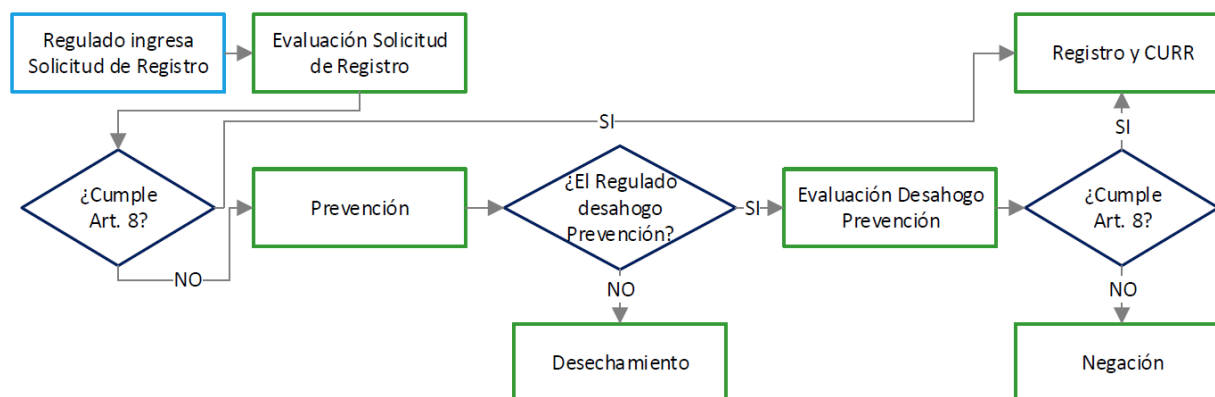 Regulado ingresa
Solicitud de Registro
Evaluación Solicitud
de Registro
Registro y CURR
SI
SI
¿Cumple
Art. 8?
Prevención
¿El Regulado
desahogo
Prevención?
SI
Evaluación Desahogo
Prevención
¿Cumple
Art. 8?
NO
NO
NO
Desechamiento
Negación